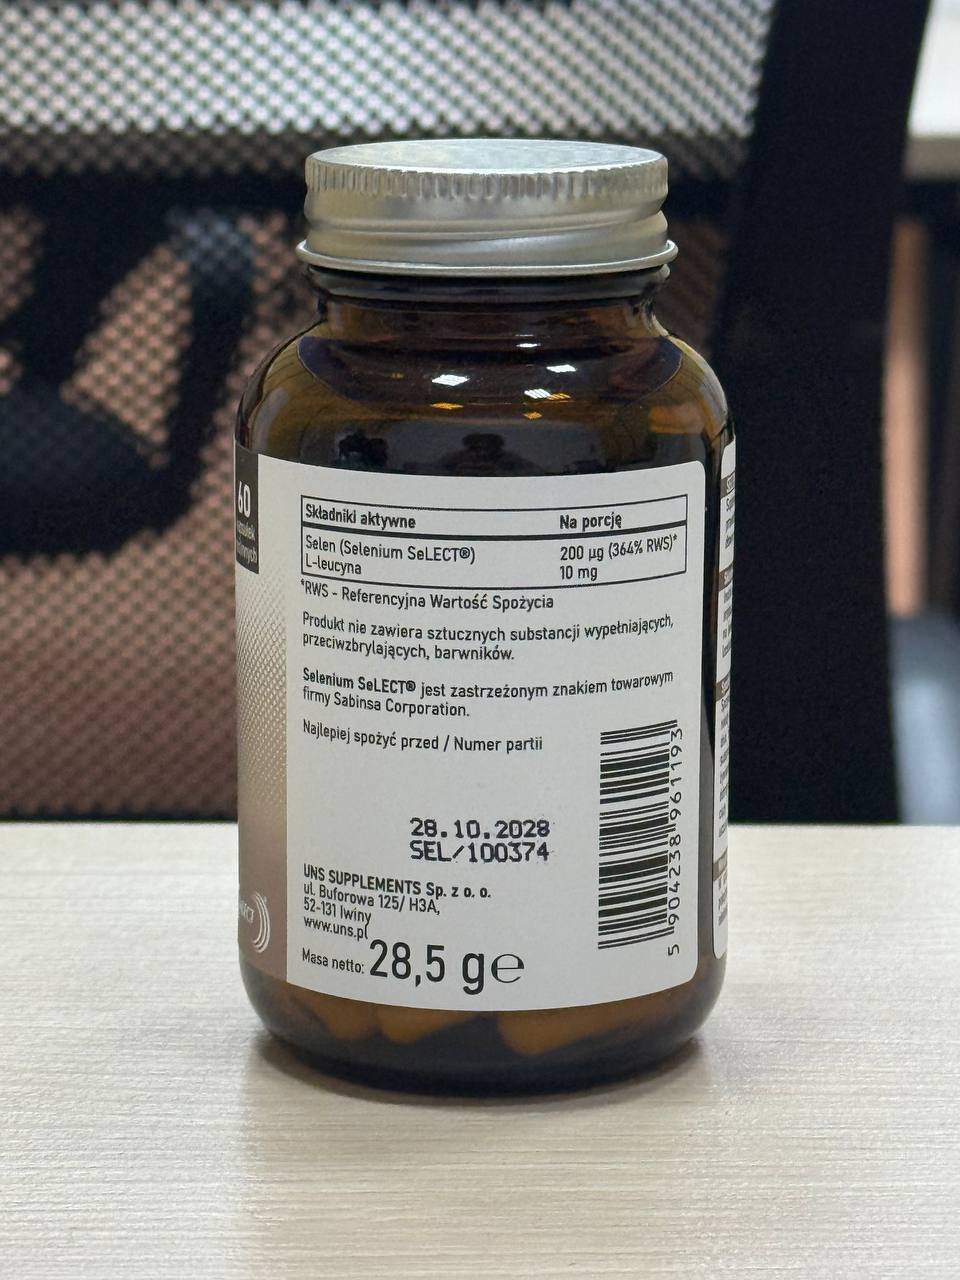 60
Składniki aktywne Na porcję
Selen (Selenium SeLECT®) 200 µg (364% RWS)*
L-leucyna 10 mg
*RWS - Referencyjna Wartość Spożycia
Produkt nie zawiera sztucznych substancji wypełniających,
przeciwzbrylających, barwników.
Selenium SeLECT® jest zastrzeżonym znakiem towarowym
firmy Sabinsa Corporation.
Najlepiej spożyć przed / Numer partii
28.10.2028
SEL/100374
UNS SUPPLEMENTS Sp. z o. o.
ul. Buforowa 125/ H3A,
52-131 Iwiny
www.uns.pl
Masa netto: 28,5 g℮
5 904238 961193